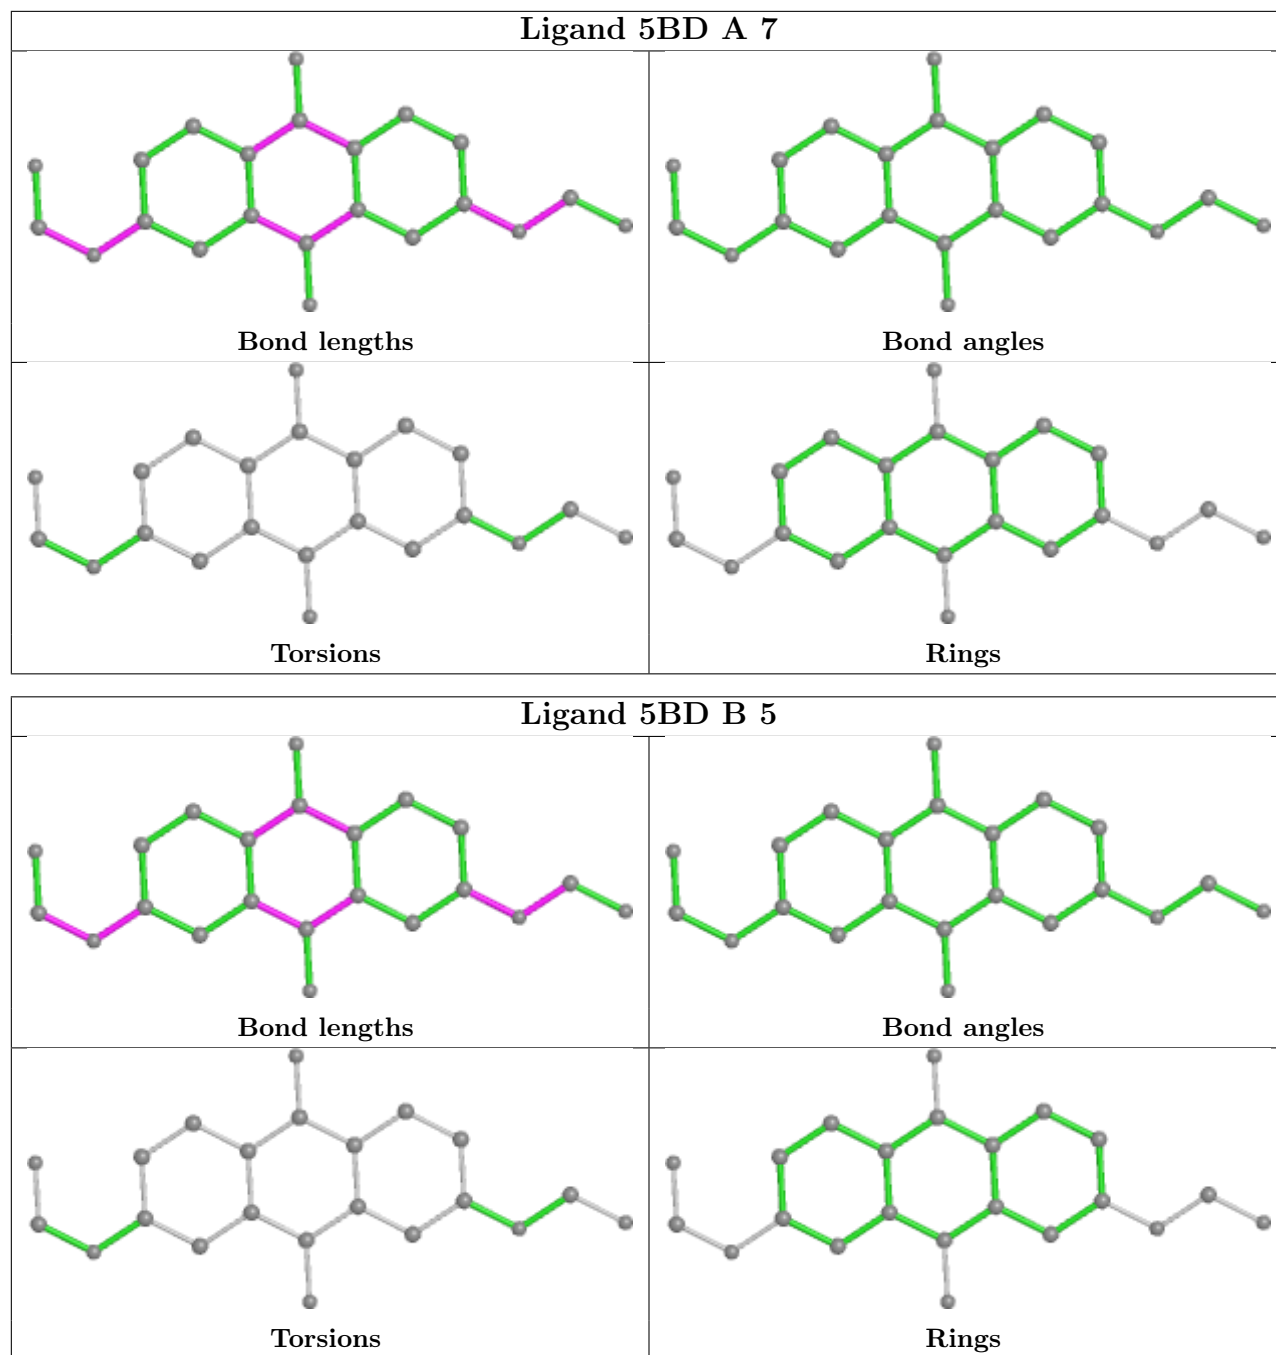 Ligand 5BD A 7
Bond lengths
Bond angles
Torsions
Rings
Ligand 5BD B 5
Bond lengths
Bond angles
Torsions
Rings